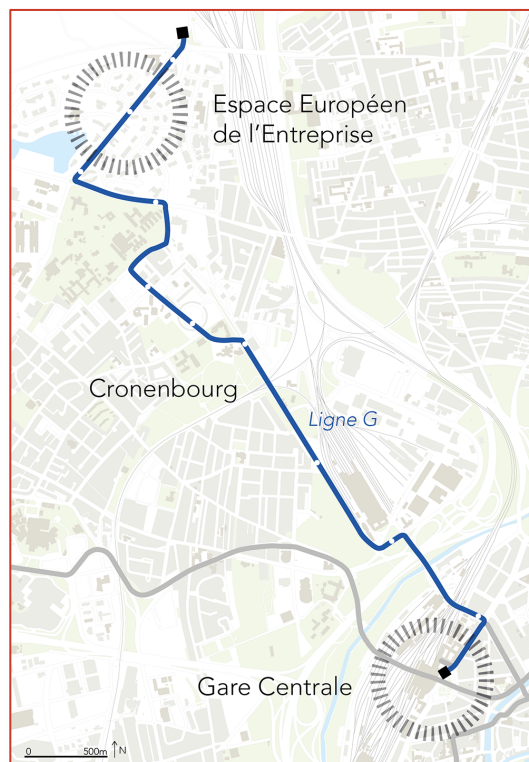 Espace Européen
de l'Entreprise
Cronenbourg
Ligne G
Gare Centrale
0 500m N